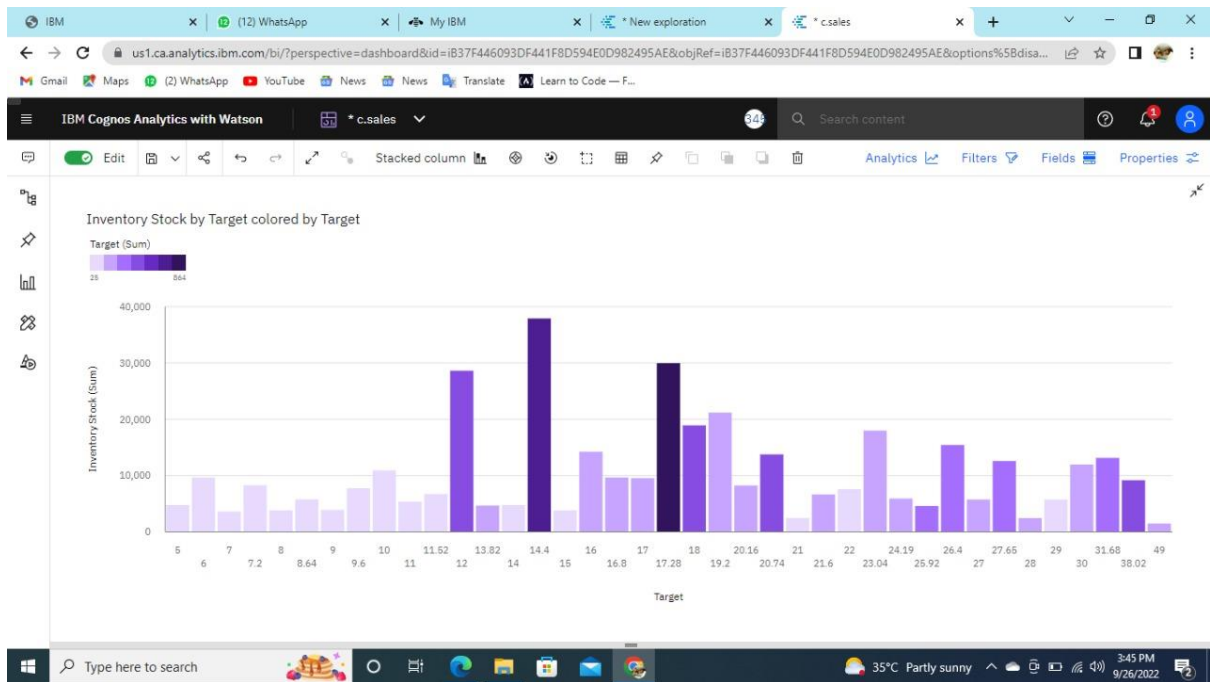 IBM
(12) WhatsApp
My IBM
* New exploration
* c.sales
us1.ca.analytics.ibm.com/bi/?perspective=dashboard&id=iB37F446093DF441F8D594E0D982495AE&objRef=iB37F446093DF441F8D594E0D982495AE&options%5Bdisa...
Gmail Maps (2) WhatsApp YouTube News News Translate Learn to Code — F...
IBM Cognos Analytics with Watson * c.sales Search content 1
Edit Stacked column Analytics Filters Fields Properties
Inventory Stock by Target colored by Target
Target (Sum)
28 864
Inventory Stock (Sum)
40,000
30,000
20,000
10,000
0
5 7 8 9 10 11.52 13.82 14.4 16 17 18 20.16 21 22 24.19 26.4 27.65 29 31.68 49
6 7.2 8.64 9.6 11 12 14 15 16.8 17.28 19.2 20.74 21.6 23.04 25.92 27 28 30 38.02
Target
Type here to search 35°C Partly sunny 3:45 PM
9/26/2022 2